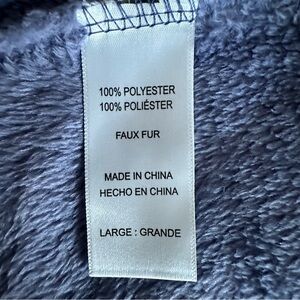 100% POLYESTER
100% POLIÉSTER
FAUX FUR
MADE IN CHINA
HECHO EN CHINA
LARGE : GRANDE